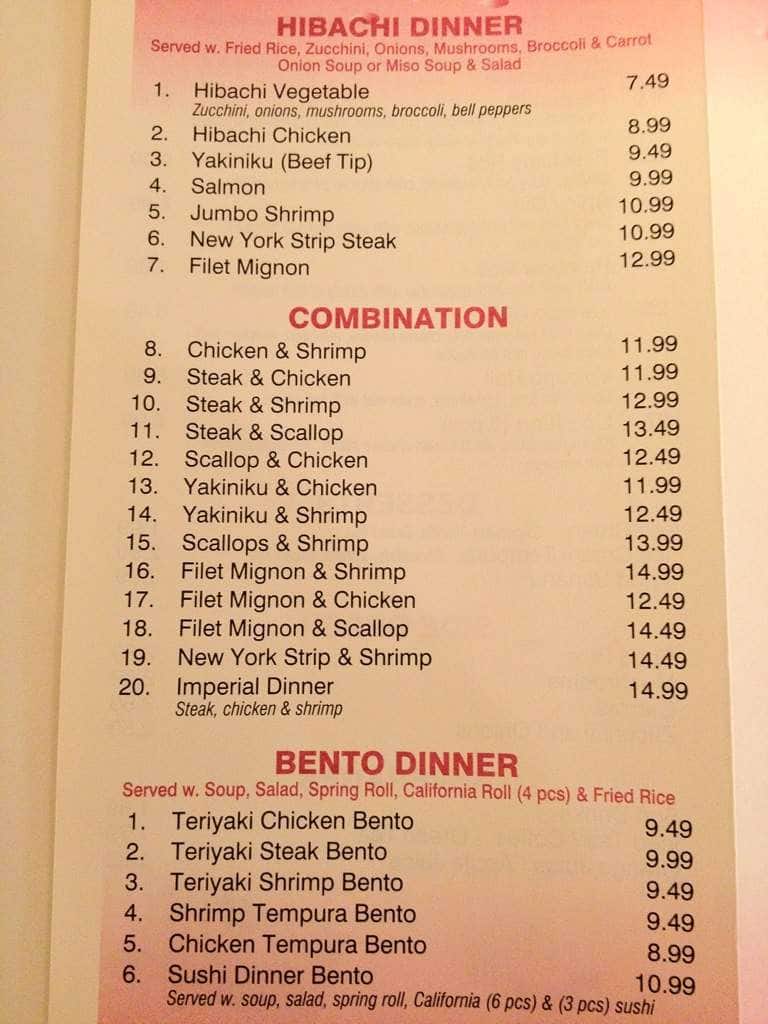 HIBACHI DINNER
Served w. Fried Rice, Zucchini, Onions, Mushrooms, Broccoli & Carrot
Onion Soup or Miso Soup & Salad
1. Hibachi Vegetable 7.49
Zucchini, onions, mushrooms, broccoli, bell peppers
2. Hibachi Chicken 8.99
3. Yakiniku (Beef Tip) 9.49
4. Salmon 9.99
5. Jumbo Shrimp 10.99
6. New York Strip Steak 10.99
7. Filet Mignon 12.99
COMBINATION
8. Chicken & Shrimp 11.99
9. Steak & Chicken 11.99
10. Steak & Shrimp 12.99
11. Steak & Scallop 13.49
12. Scallop & Chicken 12.49
13. Yakiniku & Chicken 11.99
14. Yakiniku & Shrimp 12.49
15. Scallops & Shrimp 13.99
16. Filet Mignon & Shrimp 14.99
17. Filet Mignon & Chicken 12.49
18. Filet Mignon & Scallop 14.49
19. New York Strip & Shrimp 14.49
20. Imperial Dinner 14.99
Steak, chicken & shrimp
BENTO DINNER
Served w. Soup, Salad, Spring Roll, California Roll (4 pcs) & Fried Rice
1. Teriyaki Chicken Bento 9.49
2. Teriyaki Steak Bento 9.99
3. Teriyaki Shrimp Bento 9.49
4. Shrimp Tempura Bento 9.49
5. Chicken Tempura Bento 8.99
6. Sushi Dinner Bento 10.99
Served w. soup, salad, spring roll, California (6 pcs) & (3 pcs) sushi